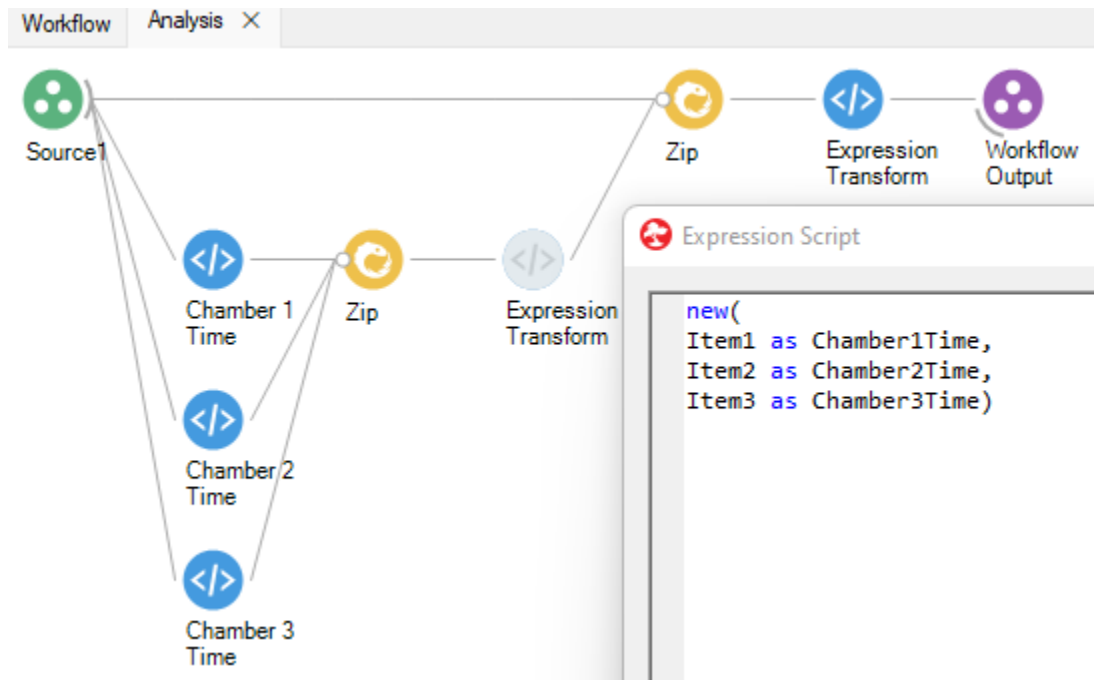 Workflow
Analysis
Source1
Zip
Expression
Transform
Workflow
Output
Chamber 1
Time
Zip
Expression
Transform
Chamber 2
Time
Chamber 3
Time
Expression Script
new(
Item1 as Chamber1Time,
Item2 as Chamber2Time,
Item3 as Chamber3Time)